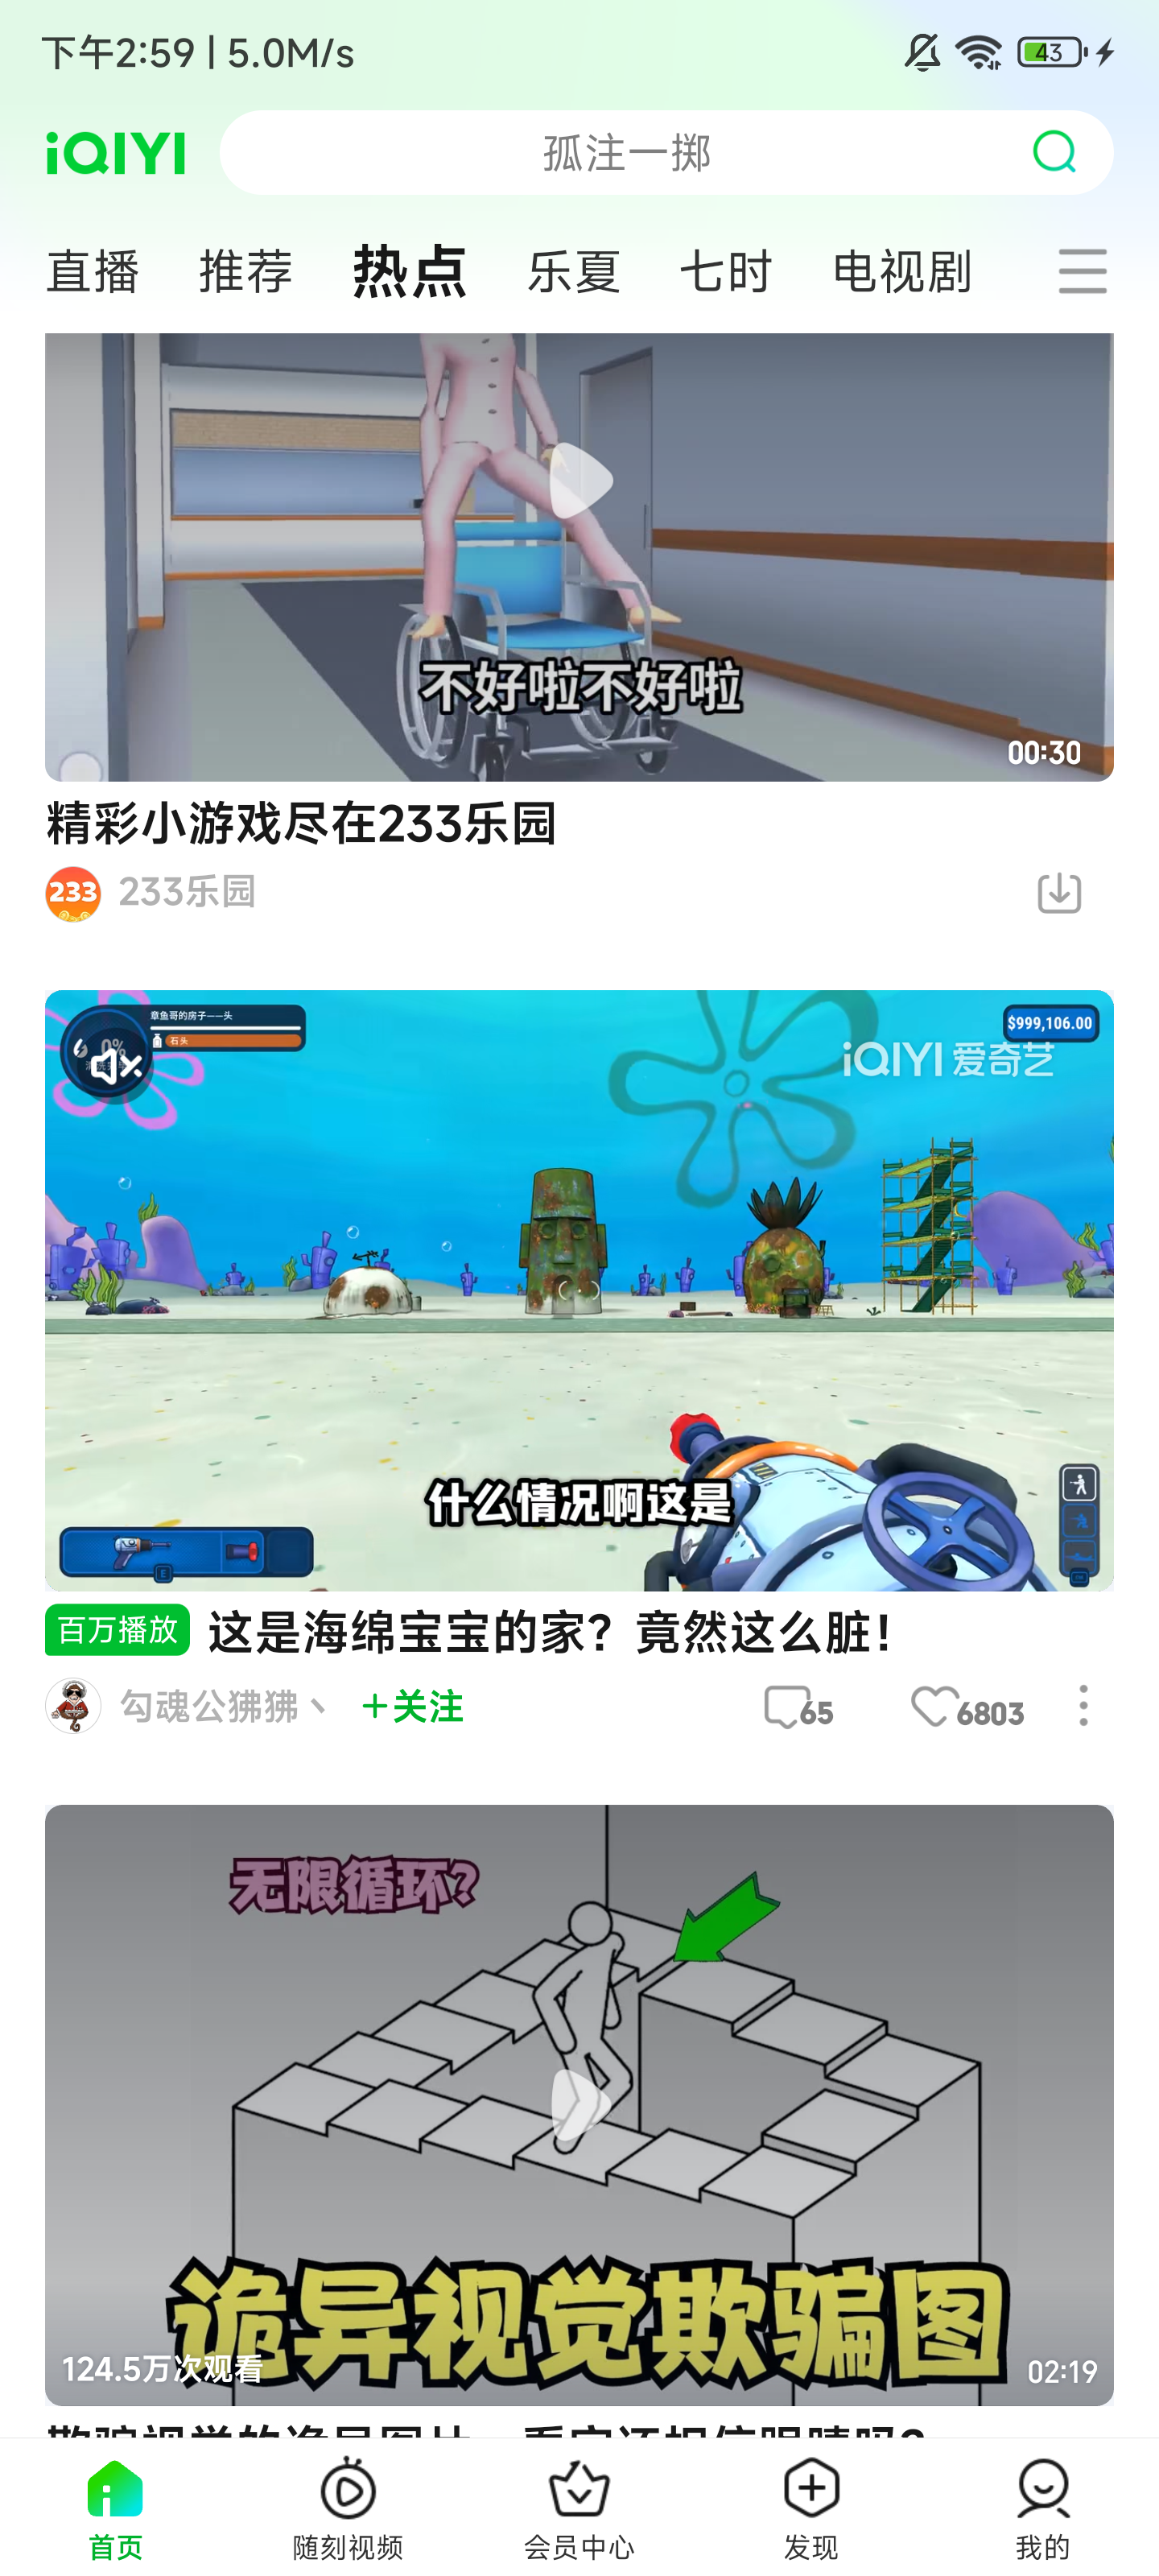 下午2:59 | 5.0M/s
43
iQIYI
孤注一掷
直播 推荐 热点 乐夏 七时 电视剧
不好啦不好啦
00:30
精彩小游戏尽在233乐园
233
233乐园
章鱼哥的房子——头
0%
石头
$999,106.00
iQIYI 爱奇艺
什么情况啊这是
E
百万播放 这是海绵宝宝的家？竟然这么脏！
勾魂公狒狒丶 +关注 65 6803
无限循环?
诡异视觉欺骗图
124.5万次观看
02:19
首页 随刻视频 会员中心 发现 我的